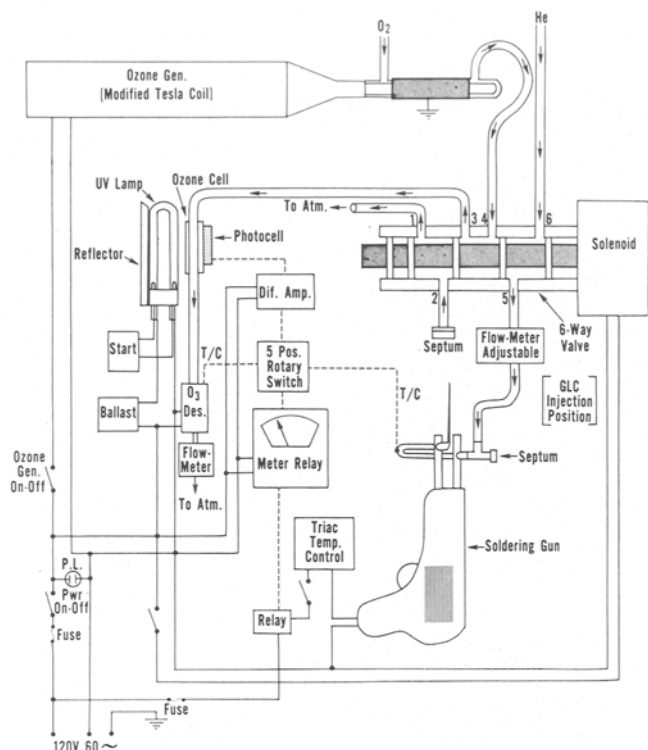 O2
He
Ozone Gen.
[Modified Tesla Coil]
UV Lamp
Ozone Cell
To Atm.
1
3
4
6
Photocell
Reflector
Solenoid
Dif. Amp.
2
5
6-Way
Valve
Septum
Flow-Meter
Adjustable
Start
T/C
5 Pos.
Rotary
Switch
T/C
GLC
Injection
Position
Ballast
O3
Des.
Flow-
Meter
Meter Relay
Septum
Ozone
Gen.
On-Off
To Atm.
Triac
Temp.
Control
Soldering Gun
P.L.
Pwr
On-Off
Relay
Fuse
Fuse
120V 60 ~